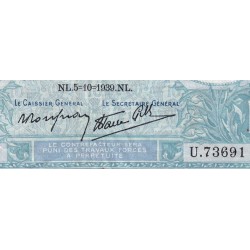 NL.5=10=1939.NL.
LE CAISSIER GÉNÉRAL LE SECRÉTAIRE GÉNÉRAL
LE CONTREFACTEUR SERA
PUNI DES TRAVAUX FORCÉS
À PERPÉTUITÉ
U.73691